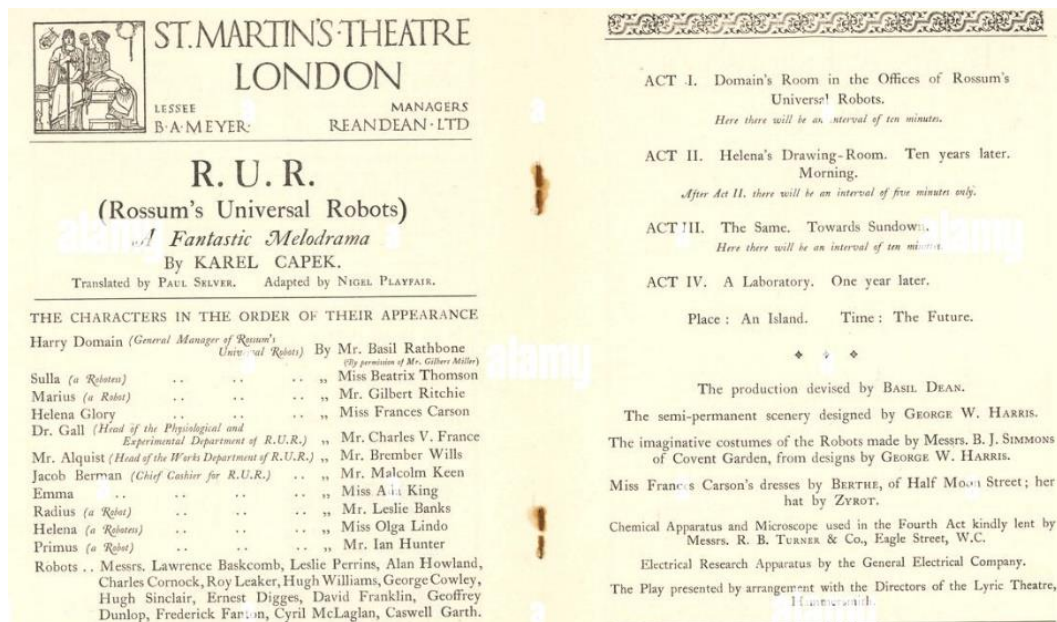 ST. MARTIN'S·THEATRE
LONDON
LESSEE
B·A·MEYER·
MANAGERS
REANDEAN·LTD
R. U. R.
(Rossum's Universal Robots)
A Fantastic Melodrama
By KAREL CAPEK.
Translated by PAUL SELVER. Adapted by NIGEL PLAYFAIR.
THE CHARACTERS IN THE ORDER OF THEIR APPEARANCE
Harry Domain (General Manager of Rossum's
Universal Robots) By Mr. Basil Rathbone
(By permission of Mr. Gilbert Miller)
Sulla (a Robotess) .. .. .. „ Miss Beatrix Thomson
Marius (a Robot) .. .. .. „ Mr. Gilbert Ritchie
Helena Glory .. .. .. „ Miss Frances Carson
Dr. Gall (Head of the Physiological and
Experimental Department of R.U.R.) „ Mr. Charles V. France
Mr. Alquist (Head of the Works Department of R.U.R.) „ Mr. Brember Wills
Jacob Berman (Chief Cashier for R.U.R.) .. „ Mr. Malcolm Keen
Emma .. .. .. .. „ Miss Ada King
Radius (a Robot) .. .. .. „ Mr. Leslie Banks
Helena (a Robotess) .. .. .. „ Miss Olga Lindo
Primus (a Robot) .. .. .. „ Mr. Ian Hunter
Robots .. Messrs. Lawrence Baskcomb, Leslie Perrins, Alan Howland,
Charles Cornock, Roy Leaker, Hugh Williams, George Cowley,
Hugh Sinclair, Ernest Digges, David Franklin, Geoffrey
Dunlop, Frederick Fanton, Cyril McLaglan, Caswell Garth.
ACT I. Domain's Room in the Offices of Rossum's
Universal Robots.
Here there will be an interval of ten minutes.
ACT II. Helena's Drawing-Room. Ten years later.
Morning.
After Act II. there will be an interval of five minutes only.
ACT III. The Same. Towards Sundown.
Here there will be an interval of ten minutes.
ACT IV. A Laboratory. One year later.
Place : An Island. Time : The Future.
The production devised by BASIL DEAN.
The semi-permanent scenery designed by GEORGE W. HARRIS.
The imaginative costumes of the Robots made by Messrs. B. J. SIMMONS
of Covent Garden, from designs by GEORGE W. HARRIS.
Miss Frances Carson's dresses by BERTHE, of Half Moon Street; her
hat by ZYROT.
Chemical Apparatus and Microscope used in the Fourth Act kindly lent by
Messrs. R. B. TURNER & Co., Eagle Street, W.C.
Electrical Research Apparatus by the General Electrical Company.
The Play presented by arrangement with the Directors of the Lyric Theatre,
Hammersmith.
alamy
alamy
alamy
a
a
a
a